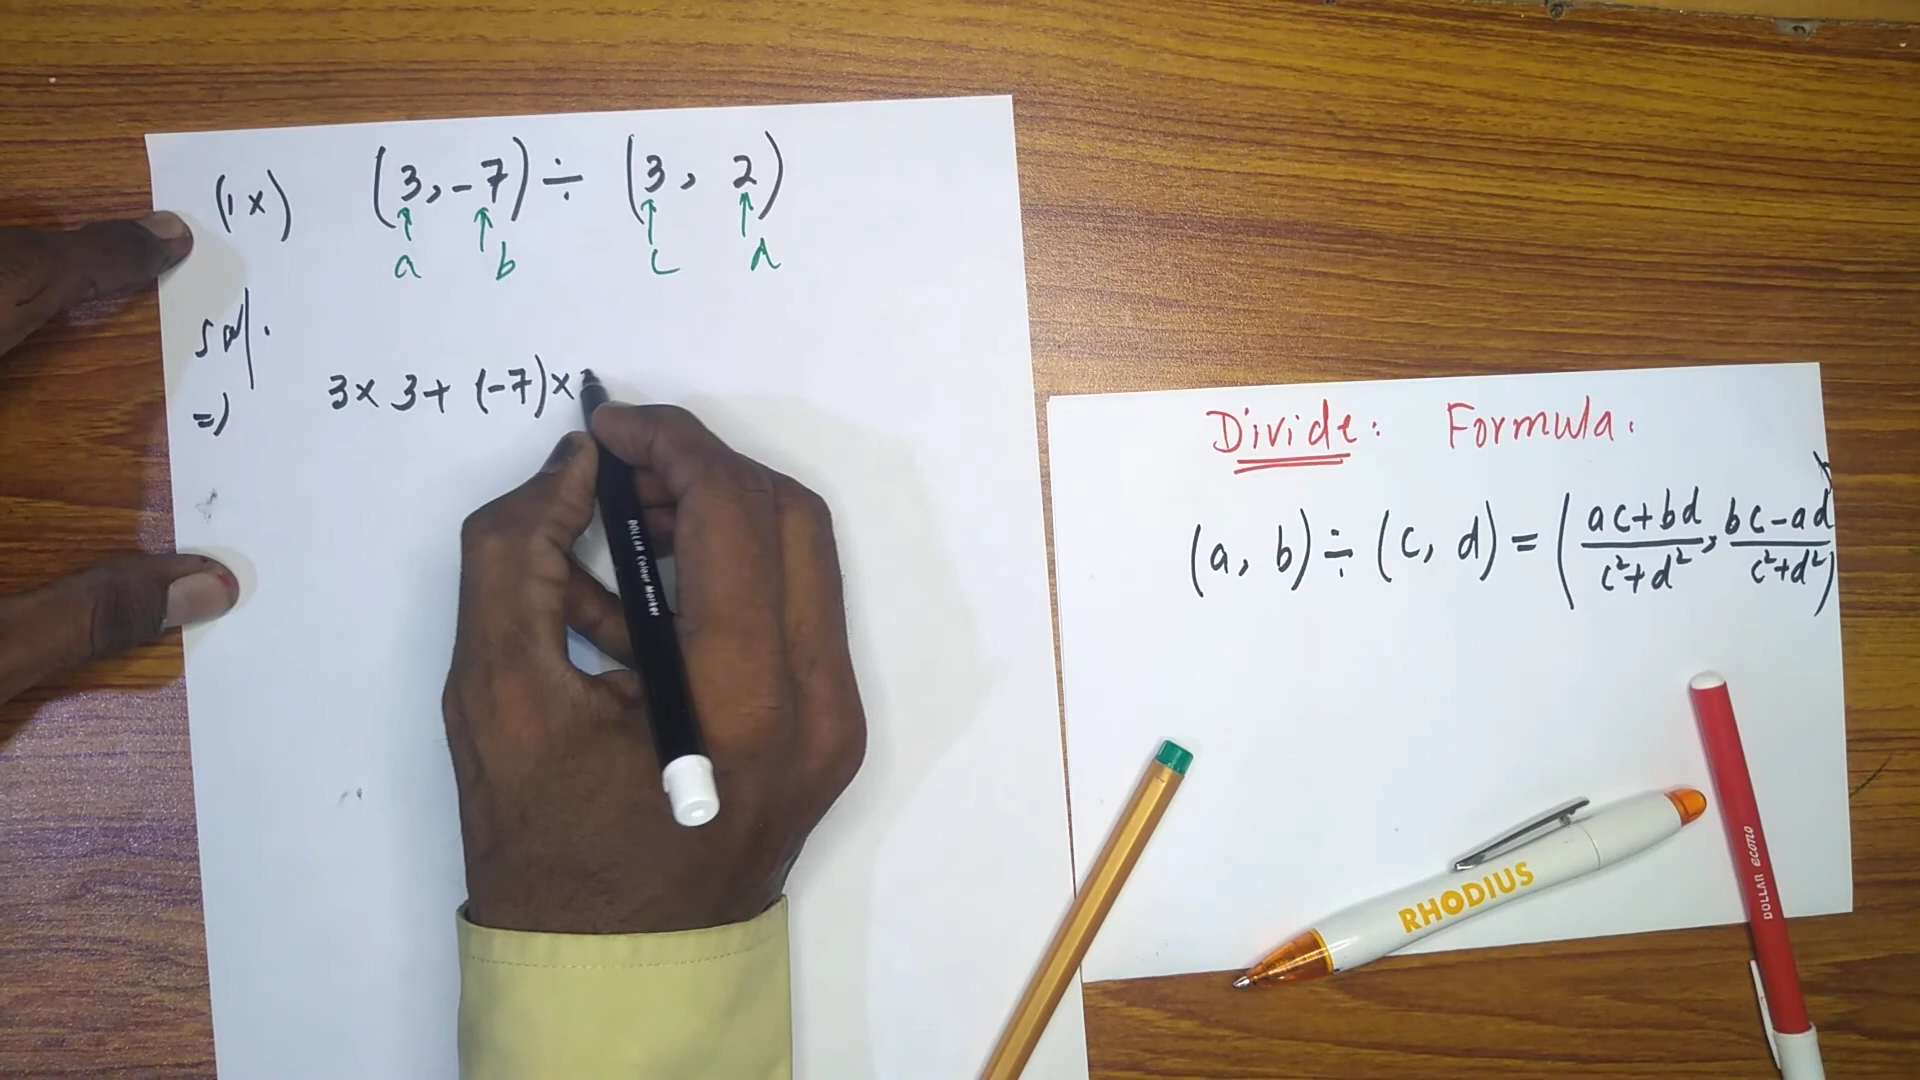 (ix) (3, -7) ÷ (3, 2)
a b c d
Sol.
=) 3 × 3 + (-7) ×
DOLLAR Colour Marker
Divide: Formula.
(a, b) ÷ (c, d) = ( ac+bd / c²+d² , bc-ad / c²+d² )
RHODIUS
DOLLAR econo